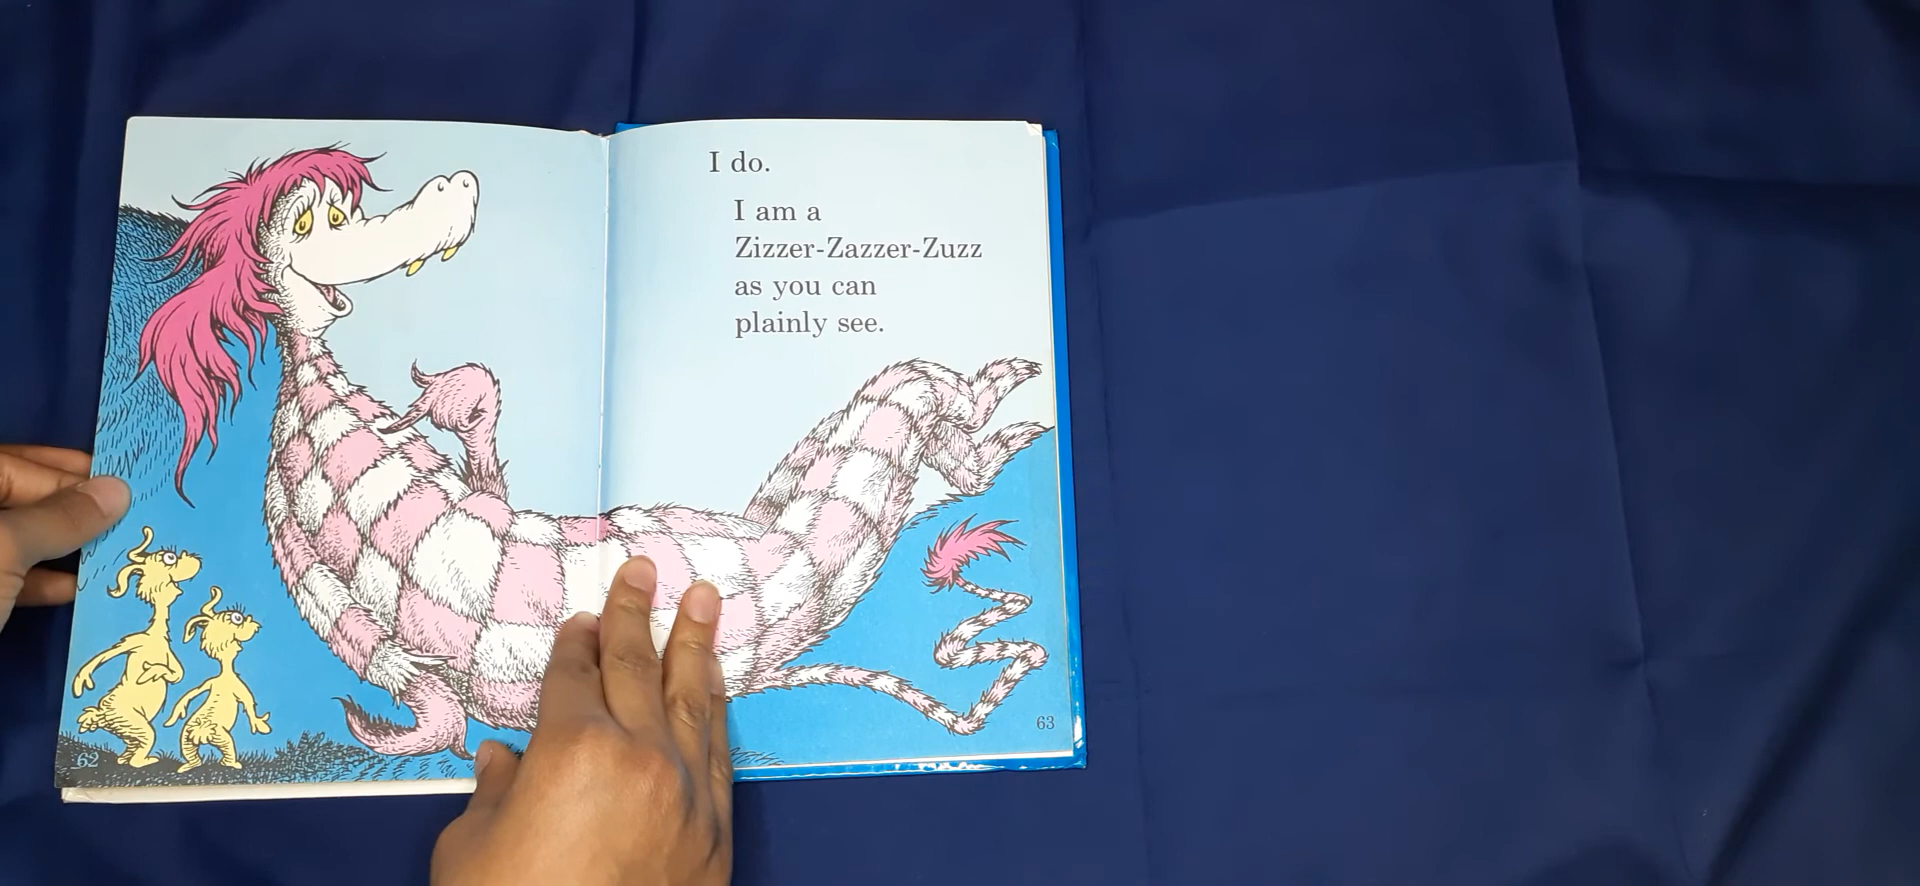 I do.
I am a
Zizzer-Zazzer-Zuzz
as you can
plainly see.
62
63